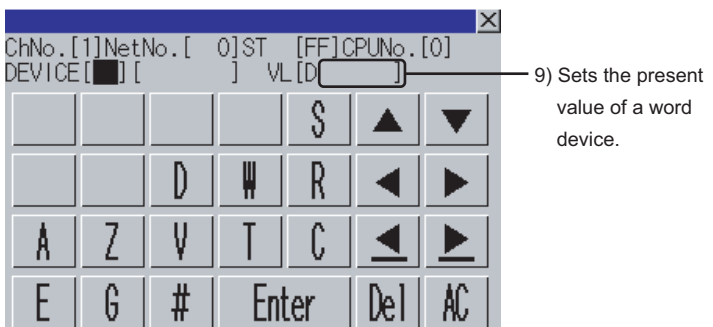 ChNo.[1]NetNo.[ 0]ST [FF]CPUNo.[0]
DEVICE[ ][ ] VL[D ]
9) Sets the present
value of a word
device.
S ▲ ▼
D W R ◀ ▶
A Z V T C ◀ ▶
E G # Enter Del AC